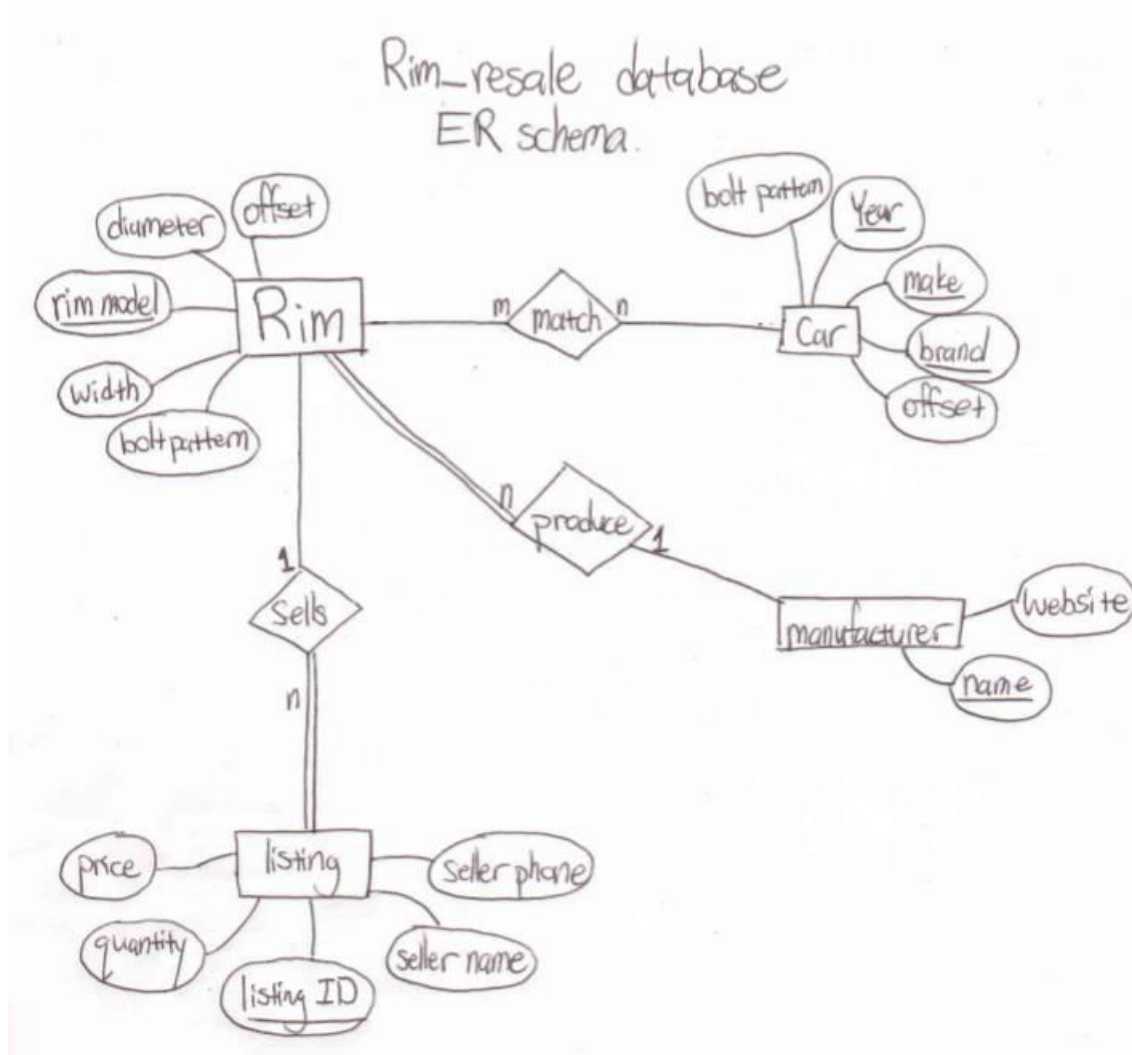 Rim_resale database
ER schema.
diameter
offset
rim model
Rim
width
bolt pattern
m
match
n
bolt pattern
Year
make
Car
brand
offset
n
produce
1
manufacturer
website
name
1
Sells
n
listing
price
quantity
listing ID
seller name
seller phone